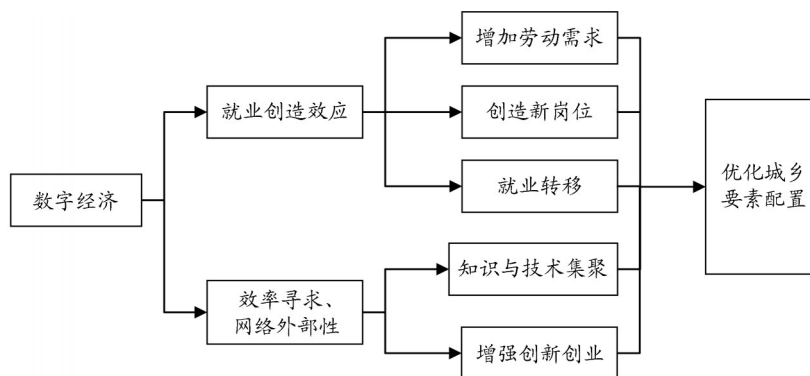 增加劳动需求
就业创造效应
创造新岗位
就业转移
数字经济
优化城乡
要素配置
知识与技术集聚
效率寻求、
网络外部性
增强创新创业